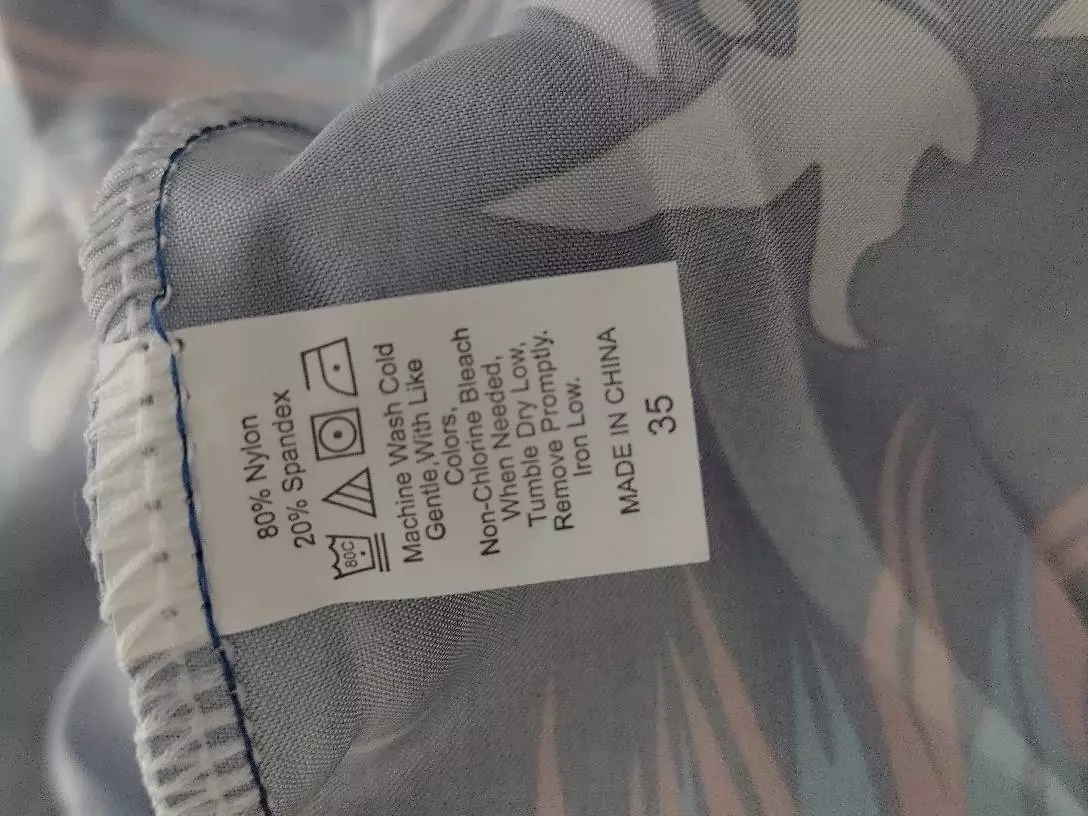 80% Nylon
20% Spandex
80C
Machine Wash Cold
Gentle,With Like
Colors,
Non-Chlorine Bleach
When Needed,
Tumble Dry Low,
Remove Promptly.
Iron Low.
MADE IN CHINA
35